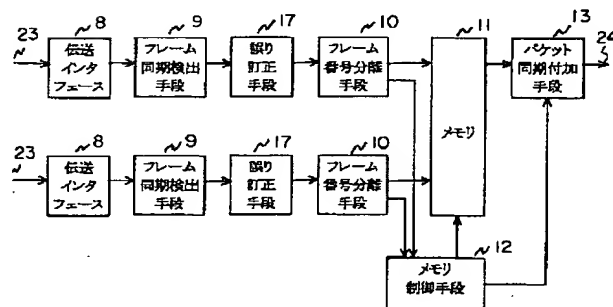 8
9
17
10
11
13
23
24
伝送
インタ
フェース
フレーム
同期検出
手段
誤り
訂正
手段
フレーム
番号分離
手段
メモリ
パケット
同期付加
手段
8
9
17
10
23
伝送
インタ
フェース
フレーム
同期検出
手段
誤り
訂正
手段
フレーム
番号分離
手段
12
メモリ
制御手段